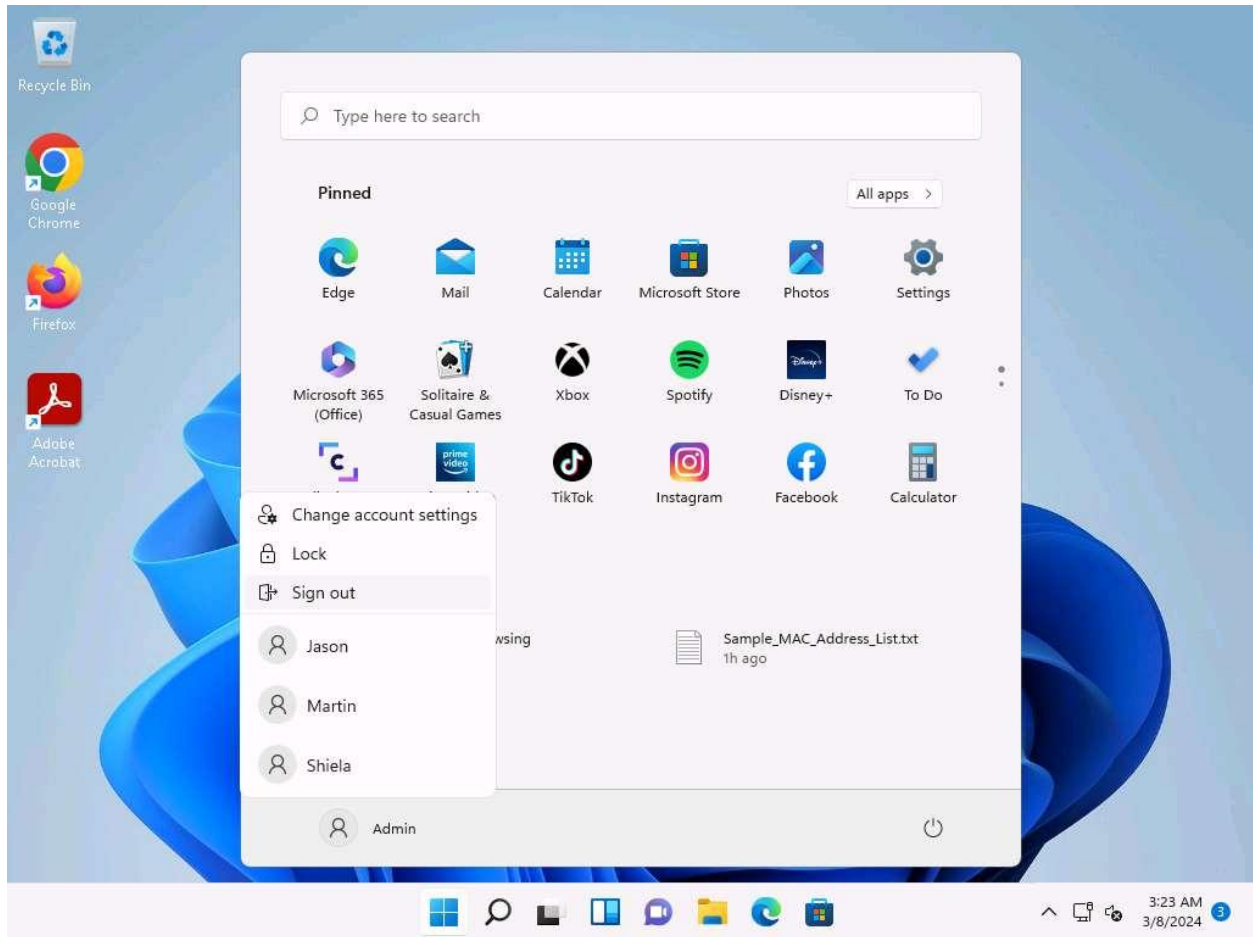 Recycle Bin
Google
Chrome
Firefox
Adobe
Acrobat
Type here to search
Pinned
All apps
Edge
Mail
Calendar
Microsoft Store
Photos
Settings
Microsoft 365
(Office)
Solitaire &
Casual Games
Xbox
Spotify
Disney+
Disney+
To Do
prime
video
TikTok
Instagram
Facebook
Calculator
Change account settings
Lock
Sign out
Jason
Martin
Shiela
wsing
Sample_MAC_Address_List.txt
1h ago
Admin
3:23 AM
3/8/2024
3